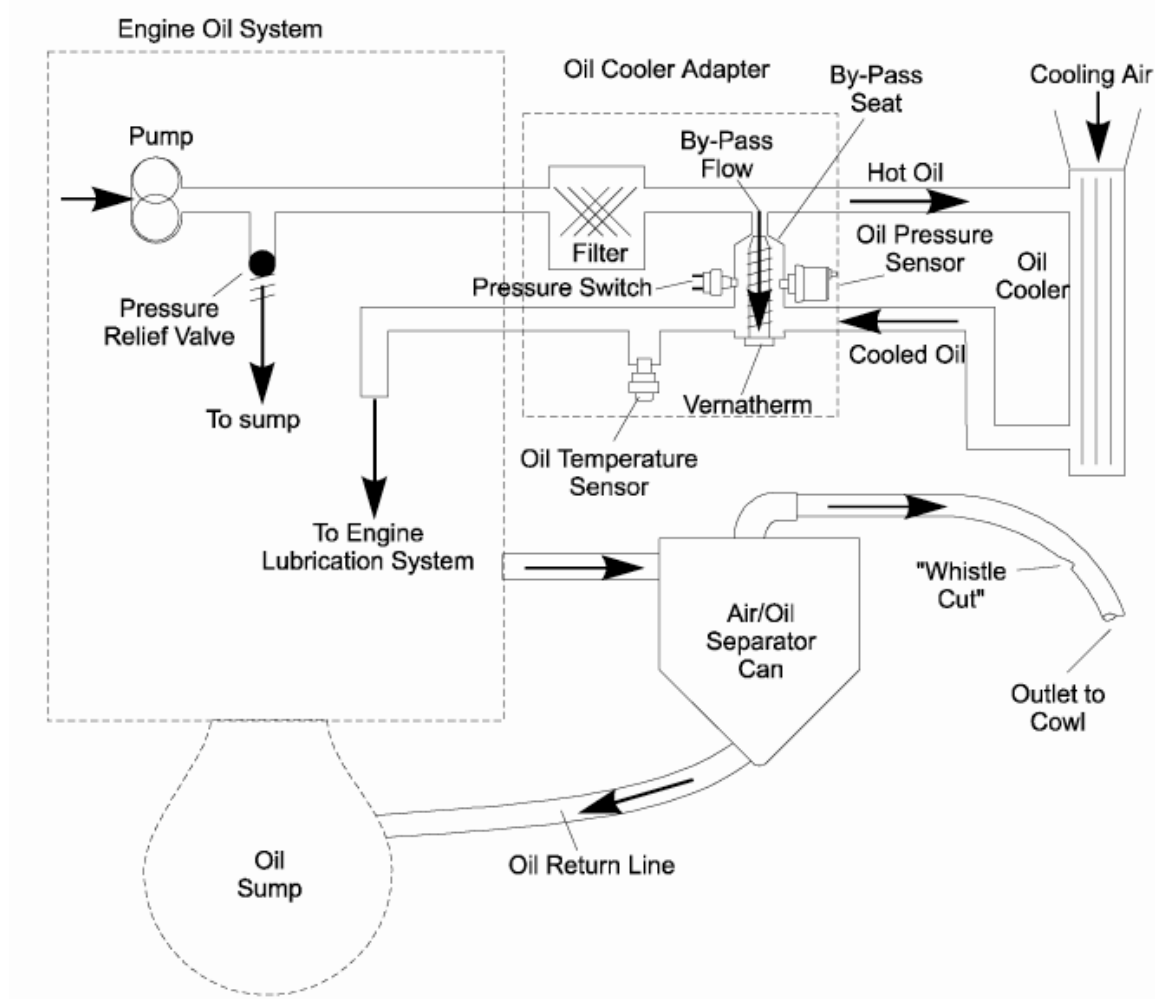 Engine Oil System
Oil Cooler Adapter
By-Pass
Seat
Cooling Air
Pump
By-Pass
Flow
Hot Oil
Filter
Oil Pressure
Sensor
Pressure Switch
Oil
Cooler
Pressure
Relief Valve
Cooled Oil
To sump
Vernatherm
Oil Temperature
Sensor
To Engine
Lubrication System
"Whistle
Cut"
Air/Oil
Separator
Can
Outlet to
Cowl
Oil Return Line
Oil
Sump